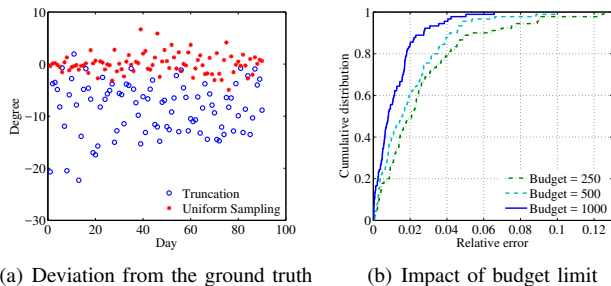 10
0
−10
−20
−30
Degree
0
20
40
60
80
100
Day
Truncation
Uniform Sampling
(a) Deviation from the ground truth
1
0.8
0.6
0.4
0.2
0
Cumulative distribution
0
0.02
0.04
0.06
0.08
0.1
0.12
Relative error
Budget = 250
Budget = 500
Budget = 1000
(b) Impact of budget limit